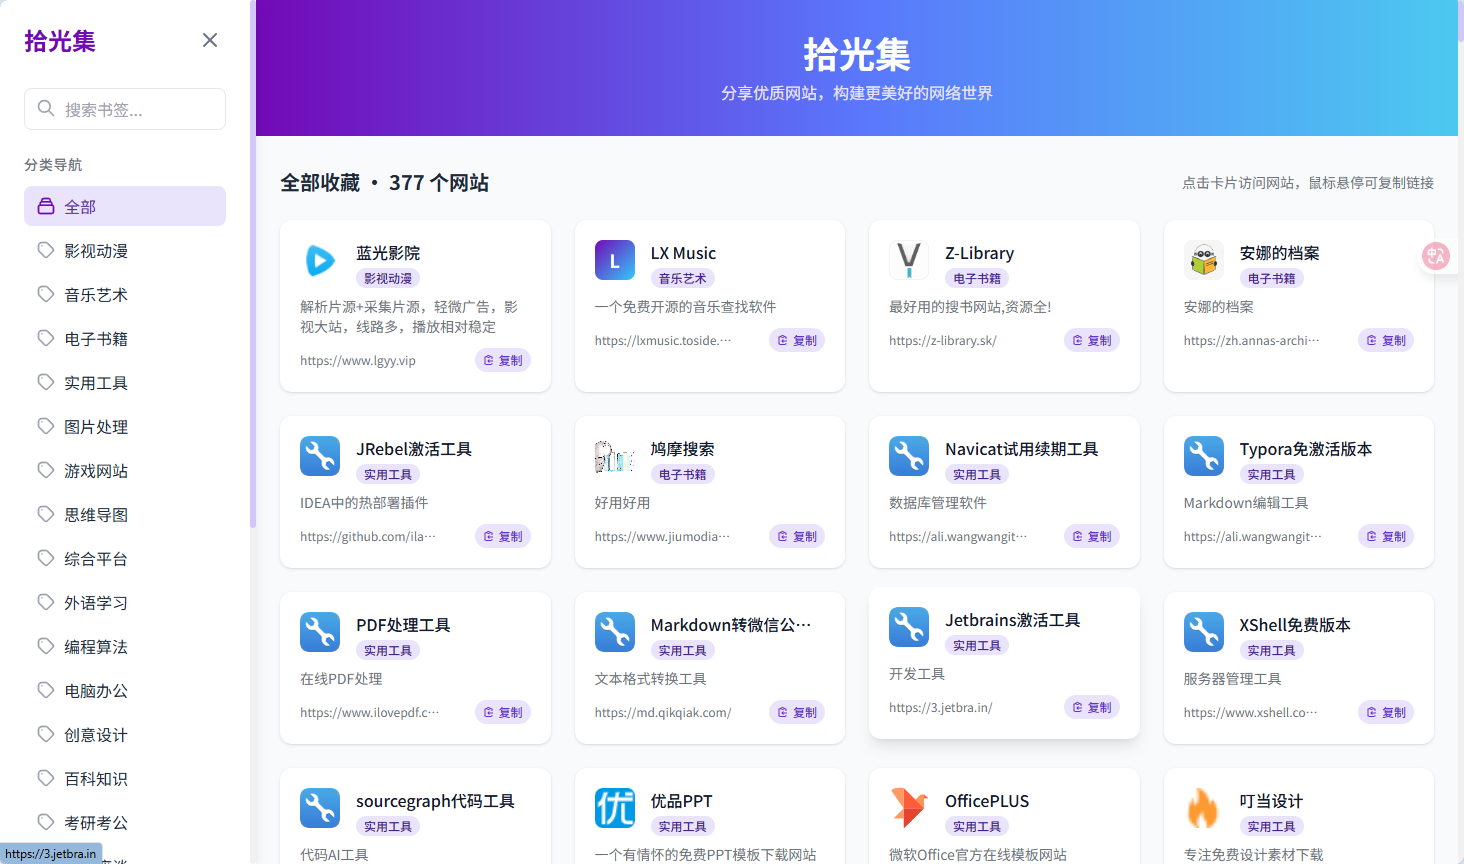 拾光集
搜索书签...
分类导航
全部
影视动漫
音乐艺术
电子书籍
实用工具
图片处理
游戏网站
思维导图
综合平台
外语学习
编程算法
电脑办公
创意设计
百科知识
考研考公
https://3.jetbra.in
拾光集
分享优质网站，构建更美好的网络世界
全部收藏 • 377 个网站
点击卡片访问网站，鼠标悬停可复制链接
蓝光影院
影视动漫
解析片源+采集片源，轻微广告，影
视大站，线路多，播放相对稳定
https://www.lgyy.vip
复制
L
LX Music
音乐艺术
一个免费开源的音乐查找软件
https://lxmusic.toside.···
复制
Z-Library
电子书籍
最好用的搜书网站,资源全!
https://z-library.sk/
复制
安娜的档案
电子书籍
安娜的档案
https://zh.annas-archi···
复制
JRebel激活工具
实用工具
IDEA中的热部署插件
https://github.com/ila···
复制
鸠摩搜索
电子书籍
好用好用
https://www.jiumodia···
复制
Navicat试用续期工具
实用工具
数据库管理软件
https://ali.wangwangit···
复制
Typora免激活版本
实用工具
Markdown编辑工具
https://ali.wangwangit···
复制
PDF处理工具
实用工具
在线PDF处理
https://www.ilovepdf.c···
复制
Markdown转微信公···
实用工具
文本格式转换工具
https://md.qikqiak.com/
复制
Jetbrains激活工具
实用工具
开发工具
https://3.jetbra.in/
复制
XShell免费版本
实用工具
服务器管理工具
https://www.xshell.co···
复制
sourcegraph代码工具
实用工具
代码AI工具
优
优品PPT
实用工具
一个有情怀的免费PPT模板下载网站
OfficePLUS
实用工具
微软Office官方在线模板网站
叮当设计
实用工具
专注免费设计素材下载